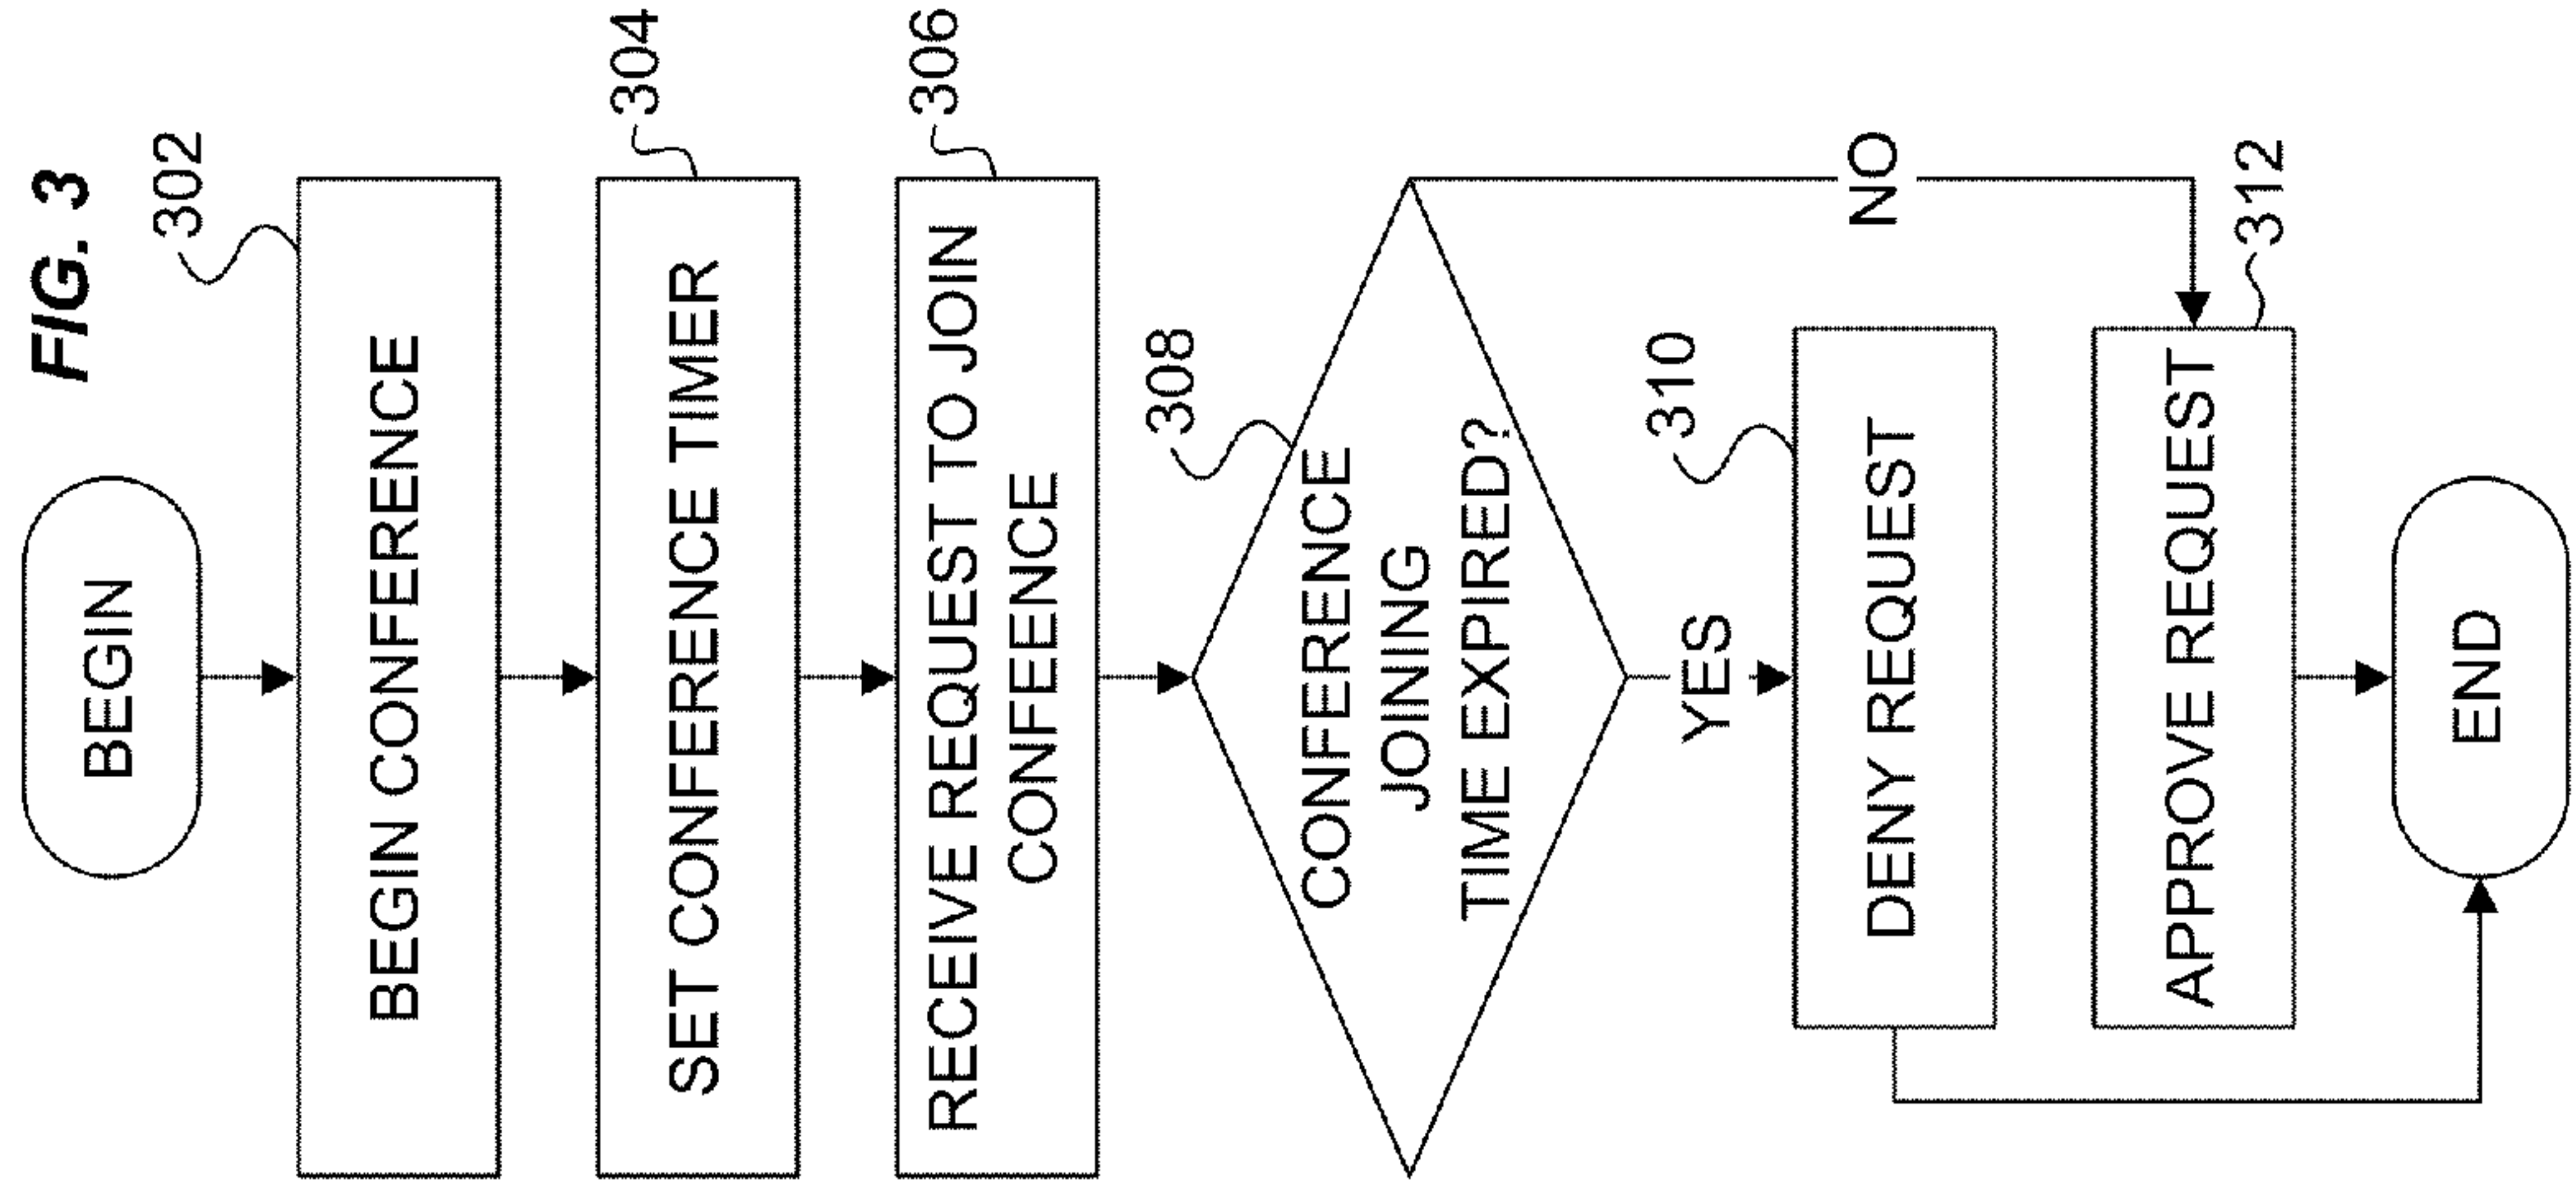 FIG. 3
BEGIN
302
BEGIN CONFERENCE
304
SET CONFERENCE TIMER
306
RECEIVE REQUEST TO JOIN
CONFEENCE
308
CONFERENCE
JOINING
TIME EXPIRED?
NO
YES
310
DENY REQUEST
312
APPROVE REQUEST
END